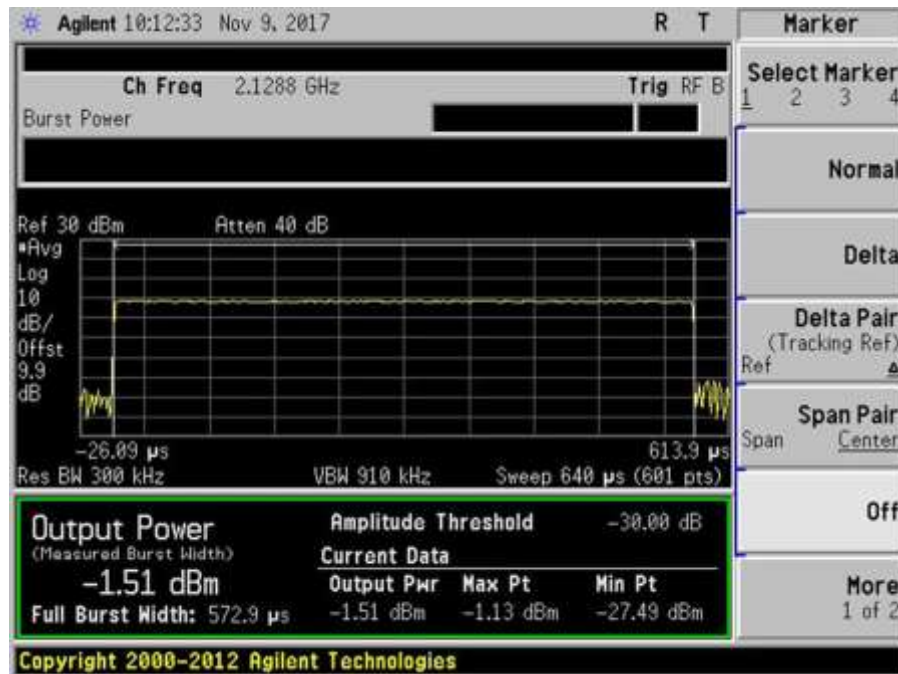 Agilent 10:12:33 Nov 9, 2017 R T
Marker
Ch Freq 2.1288 GHz Trig RF B
Burst Power
Select Marker
1 2 3 4
Normal
Delta
Delta Pair
(Tracking Ref)
Ref Δ
Span Pair
Span Center
Off
More
1 of 2
Ref 30 dBm Atten 40 dB
*Avg
Log
10
dB/
Offst
9.9
dB
-26.09 µs 613.9 µs
Res BW 300 kHz VBW 910 kHz Sweep 640 µs (601 pts)
Output Power
(Measured Burst Width)
-1.51 dBm
Full Burst Width: 572.9 µs
Amplitude Threshold -30.00 dB
Current Data
Output Pwr Max Pt Min Pt
-1.51 dBm -1.13 dBm -27.49 dBm
Copyright 2000-2012 Agilent Technologies